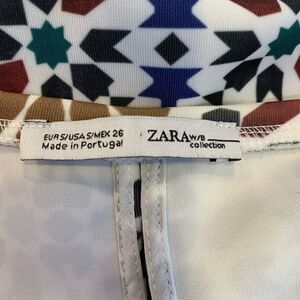 EUR S/USA S/MEX 26
Made in Portugal
ZARA W/B
collection